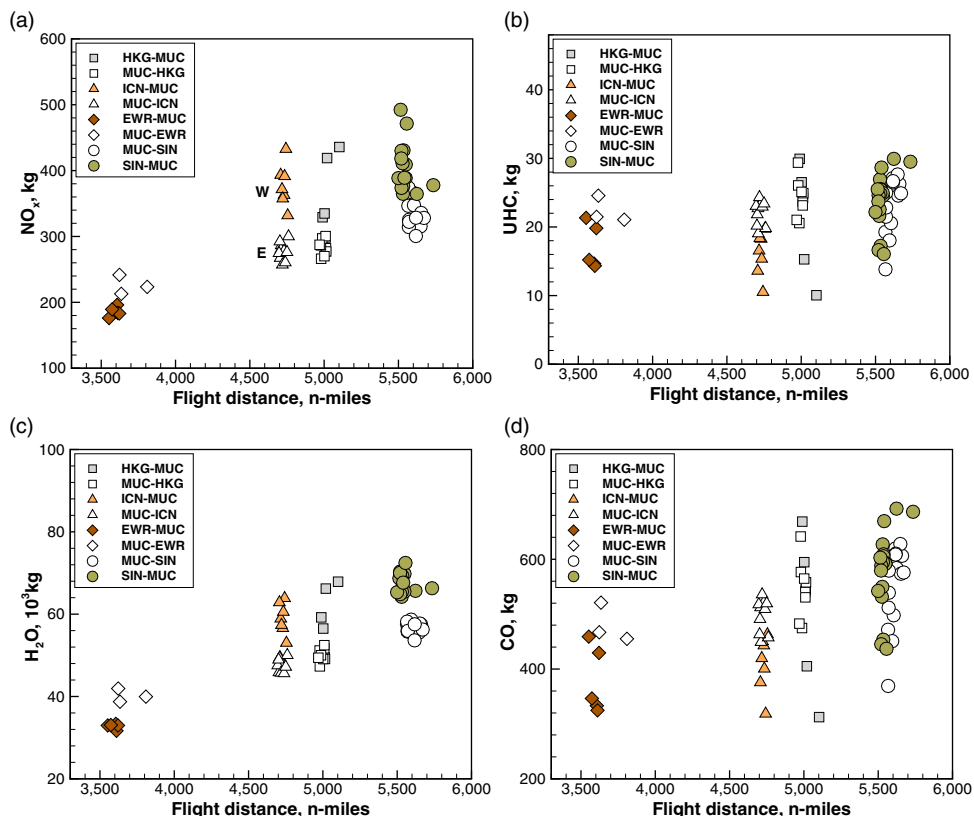 (a)
600
500
400
300
200
100
NOx, kg
HKG-MUC
MUC-HKG
ICN-MUC
MUC-ICN
EWR-MUC
MUC-EWR
MUC-SIN
SIN-MUC
W
E
3,500 4,000 4,500 5,000 5,500 6,000
Flight distance, n-miles
(b)
40
30
20
10
0
UHC, kg
HKG-MUC
MUC-HKG
ICN-MUC
MUC-ICN
EWR-MUC
MUC-EWR
MUC-SIN
SIN-MUC
3,500 4,000 4,500 5,000 5,500 6,000
Flight distance, n-miles
(c)
100
80
60
40
20
H2O, 10³kg
HKG-MUC
MUC-HKG
ICN-MUC
MUC-ICN
EWR-MUC
MUC-EWR
MUC-SIN
SIN-MUC
3,500 4,000 4,500 5,000 5,500 6,000
Flight distance, n-miles
(d)
800
600
400
200
CO, kg
HKG-MUC
MUC-HKG
ICN-MUC
MUC-ICN
EWR-MUC
MUC-EWR
MUC-SIN
SIN-MUC
3,500 4,000 4,500 5,000 5,500 6,000
Flight distance, n-miles